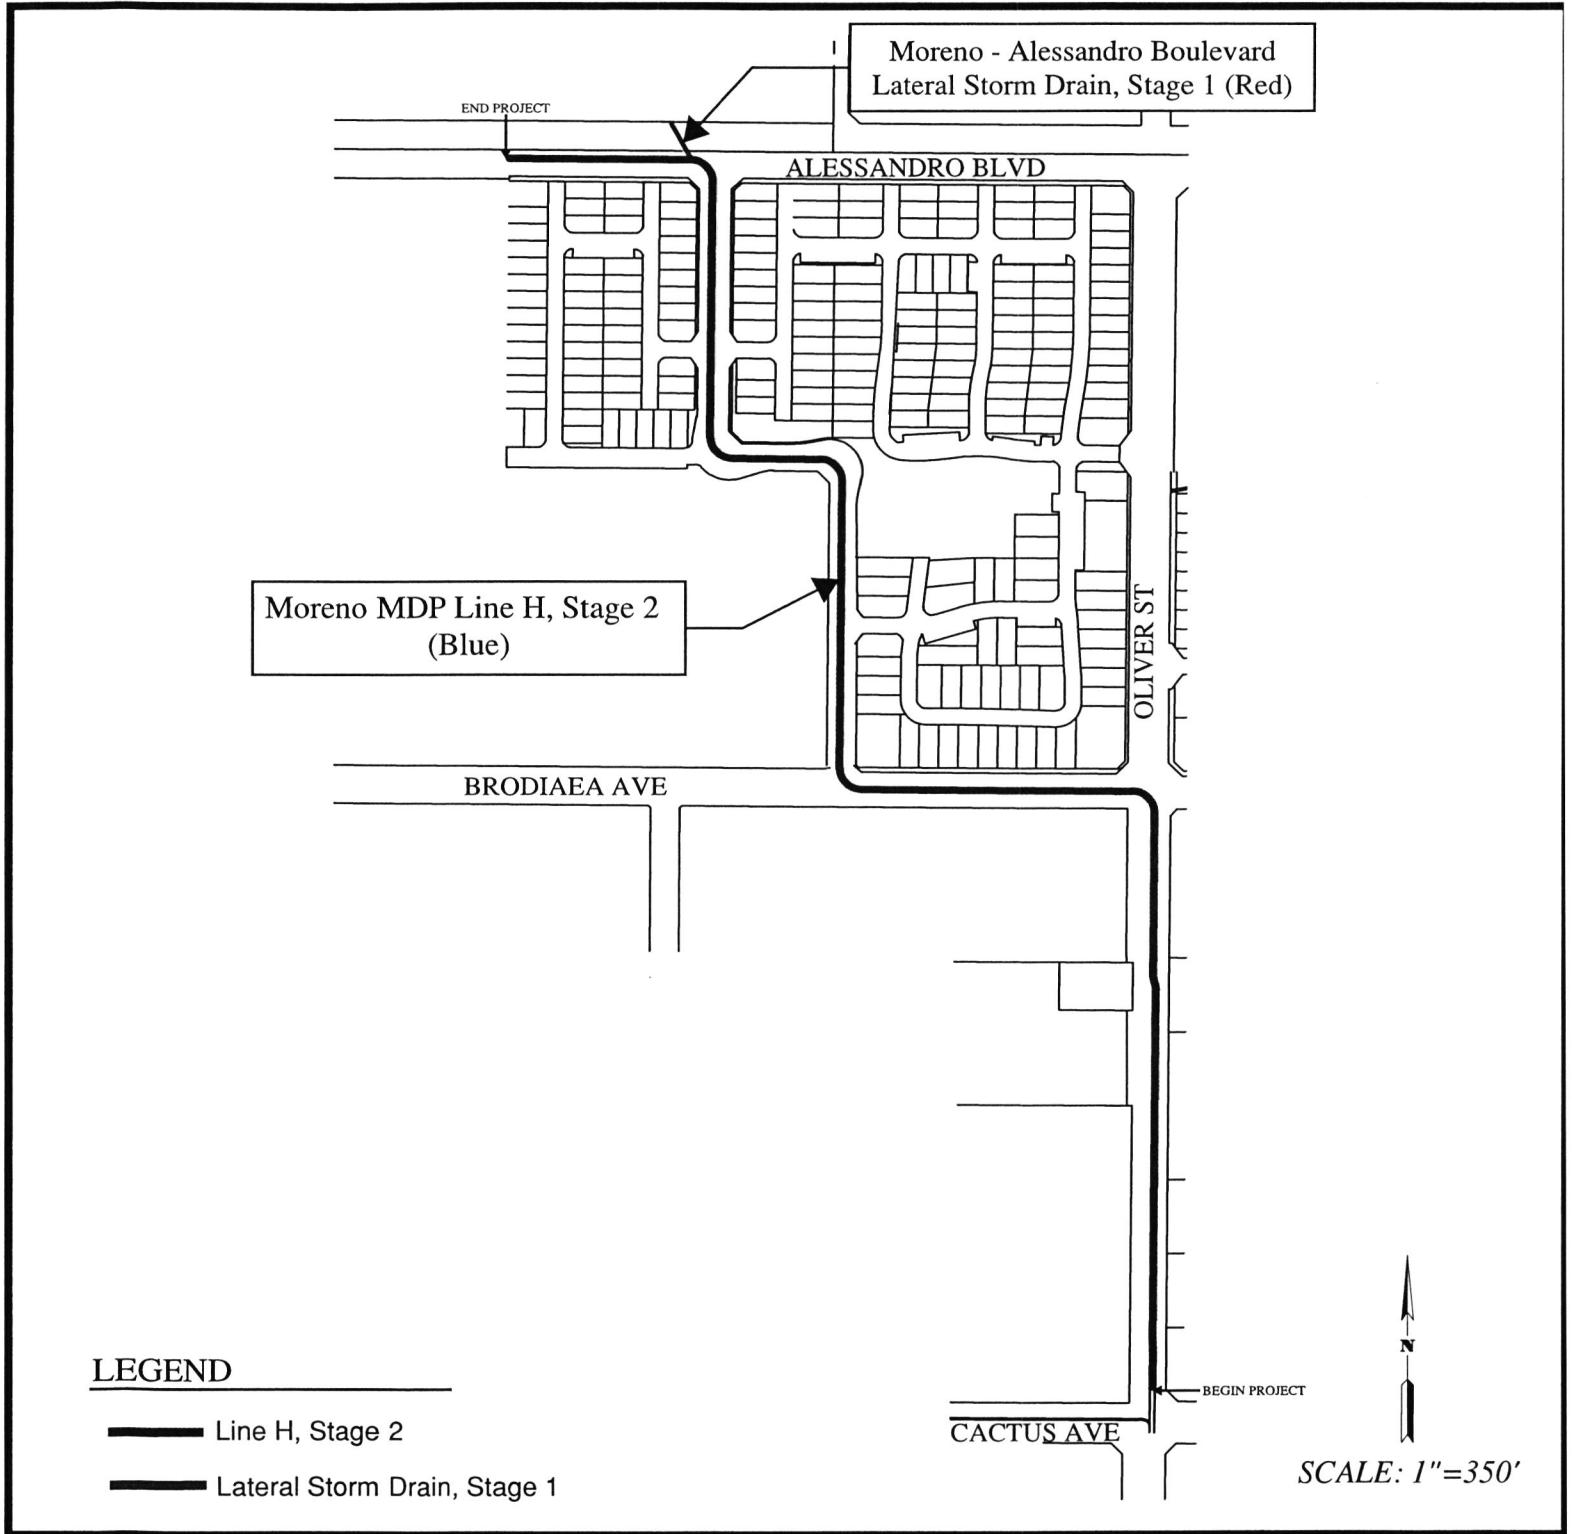 Moreno - Alessandro Boulevard
Lateral Storm Drain, Stage 1 (Red)
END PROJECT
ALESSANDRO BLVD
Moreno MDP Line H, Stage 2
(Blue)
OLIVER ST
BRODIAEA AVE
BEGIN PROJECT
CACTUS AVE
LEGEND
Line H, Stage 2
Lateral Storm Drain, Stage 1
N
SCALE: 1"=350'